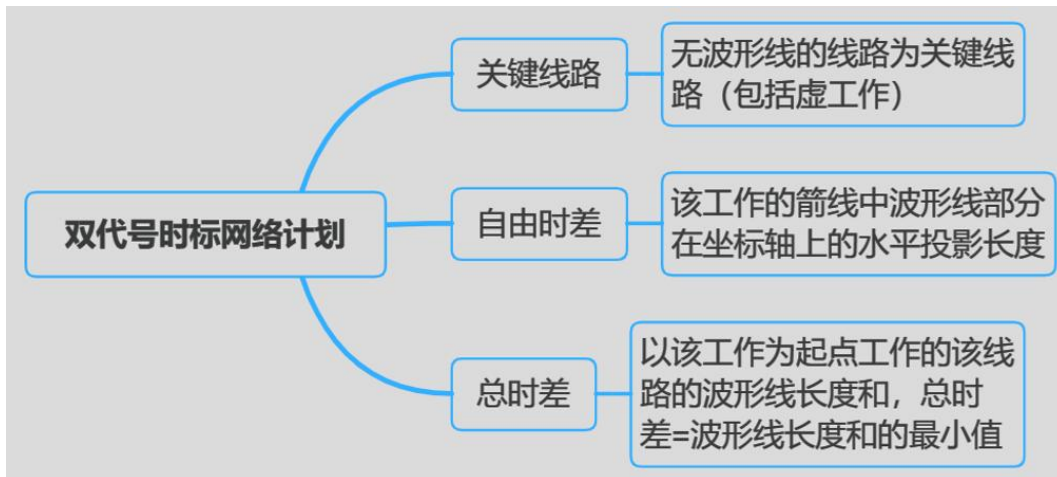 双代号时标网络计划
关键线路
无波形线的线路为关键线
路（包括虚工作）
自由时差
该工作的箭线中波形线部分
在坐标轴上的水平投影长度
总时差
以该工作为起点工作的该线
路的波形线长度和，总时
差=波形线长度和的最小值